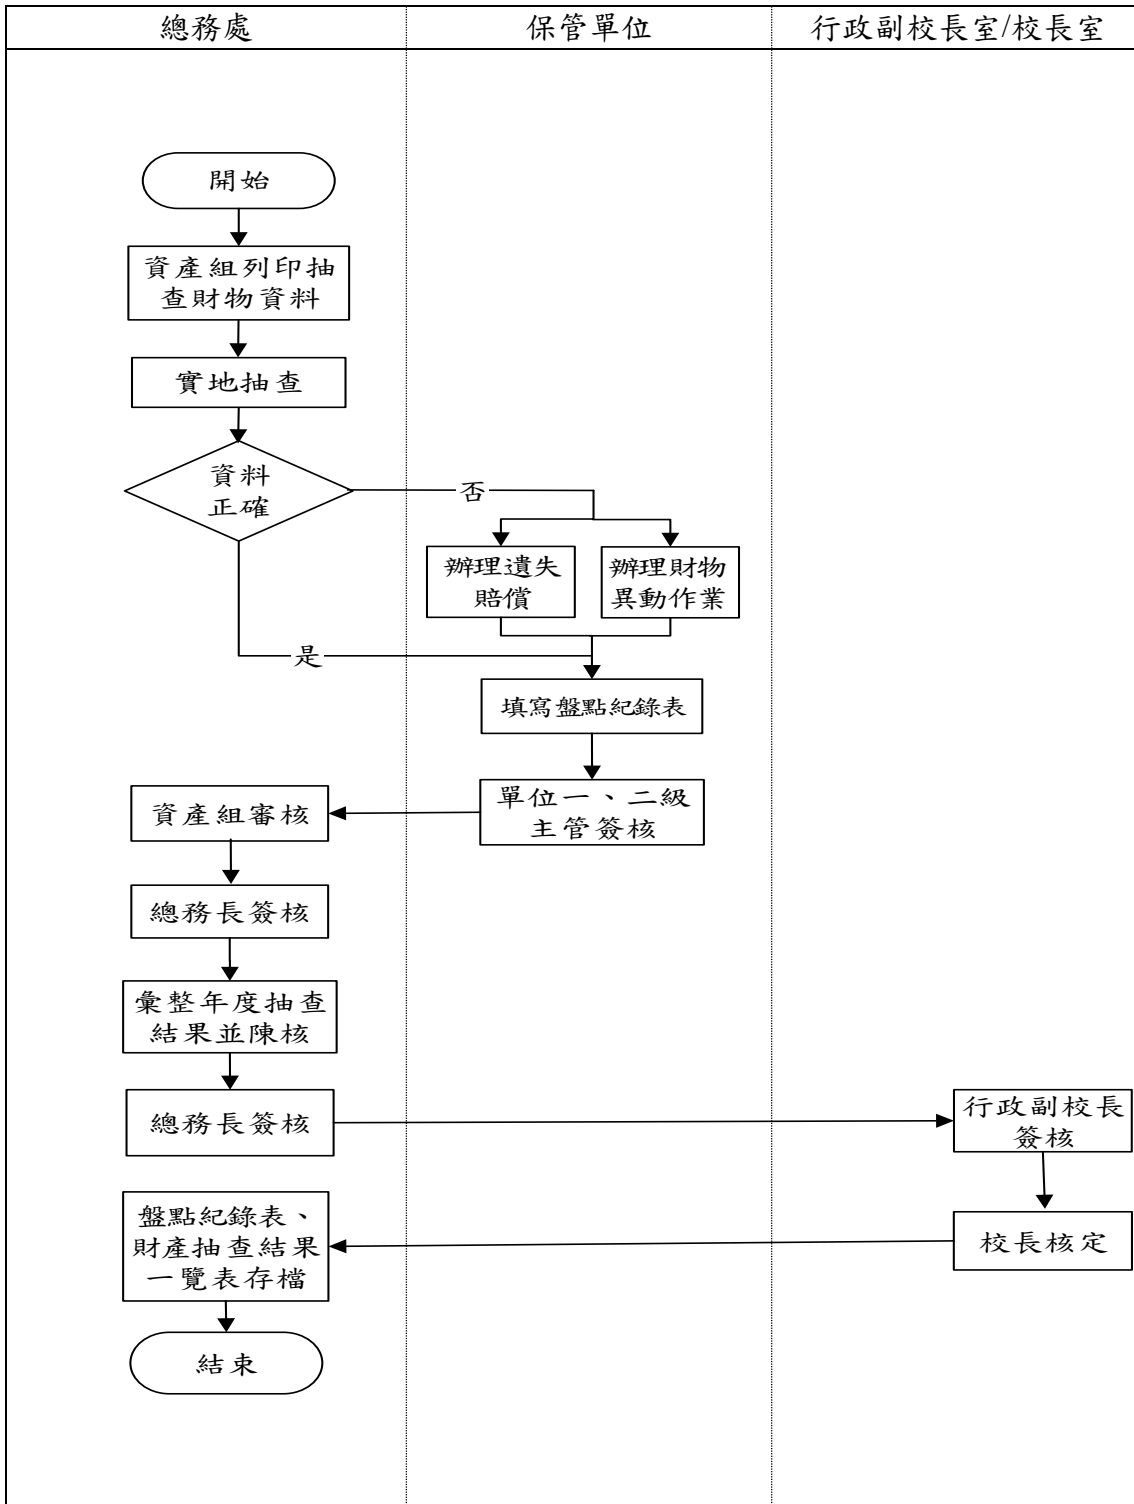 總務處
保管單位
行政副校長室/校長室
開始
資產組列印抽
查財物資料
實地抽查
資料
正確
否
辦理遺失
賠償
辦理財物
異動作業
是
填寫盤點紀錄表
單位一、二級
主管簽核
資產組審核
總務長簽核
彙整年度抽查
結果並陳核
總務長簽核
行政副校長
簽核
校長核定
盤點紀錄表、
財產抽查結果
一覽表存檔
結束